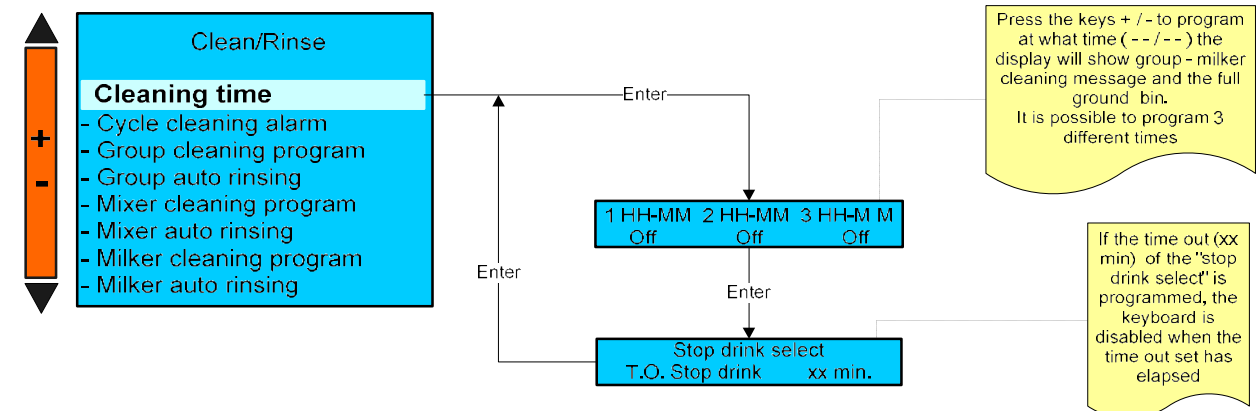 Clean/Rinse
Cleaning time
- Cycle cleaning alarm
- Group cleaning program
- Group auto rinsing
- Mixer cleaning program
- Mixer auto rinsing
- Milker cleaning program
- Milker auto rinsing
+
-
Enter
1 HH-MM 2 HH-MM 3 HH-M M
Off Off Off
Enter
Enter
Stop drink select
T.O. Stop drink xx min.
Press the keys + / - to program
at what time ( - - / - - ) the
display will show group - milker
cleaning message and the full
ground bin.
It is possible to program 3
different times
If the time out (xx
min) of the "stop
drink select" is
programmed, the
keyboard is
disabled when the
time out set has
elapsed